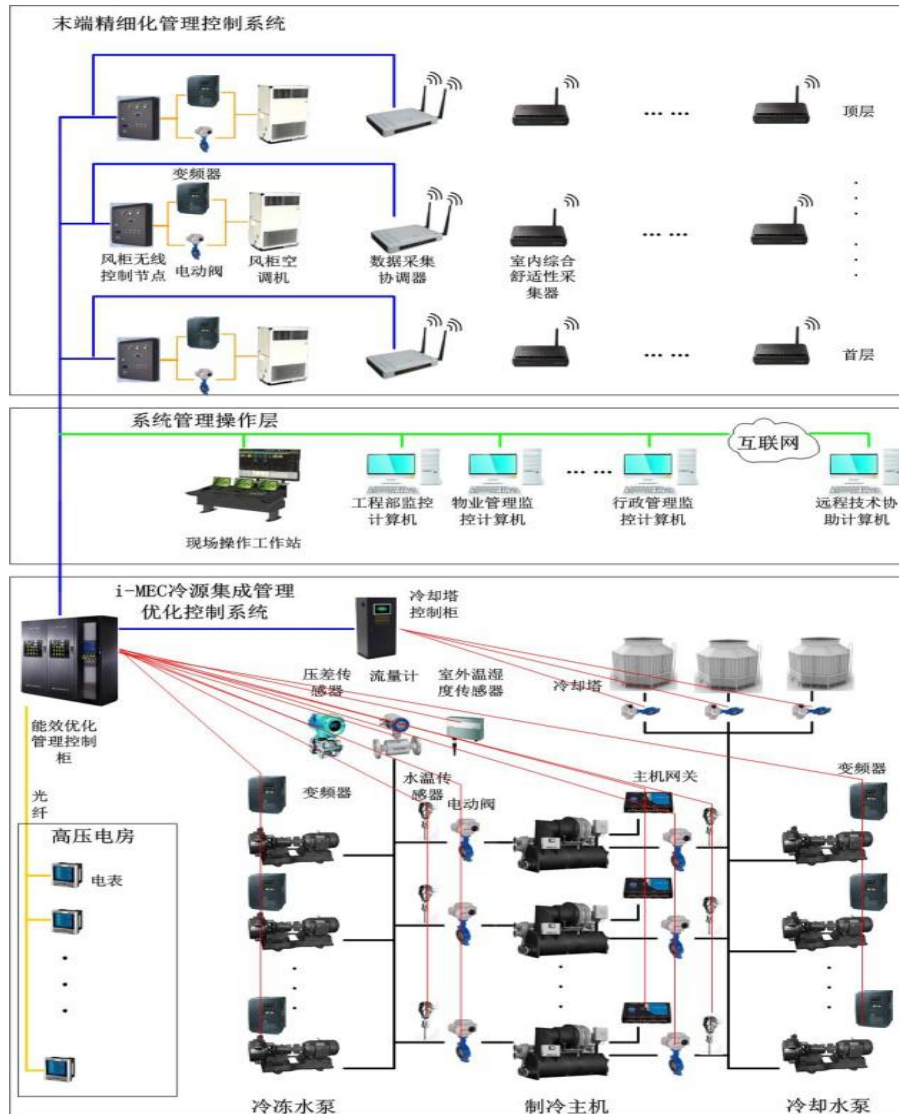 末端精细化管理控制系统
... ...
顶层
变频器
风柜无线
控制节点
电动阀
风柜空
调机
数据采集
协调器
室内综合
舒适性采
集器
... ...
... ...
首层
系统管理操作层
互联网
现场操作工作站
工程部监控
计算机
物业管理监
控计算机
... ...
行政管理监
控计算机
远程技术协
助计算机
i-MEC冷源集成管理
优化控制系统
冷却塔
控制柜
压差传
感器
流量计
室外温湿
度传感器
冷却塔
能效优化
管理控制
柜
变频器
水温传
感器
电动阀
主机网关
变频器
光
纤
高压电房
电表
冷冻水泵
制冷主机
冷却水泵